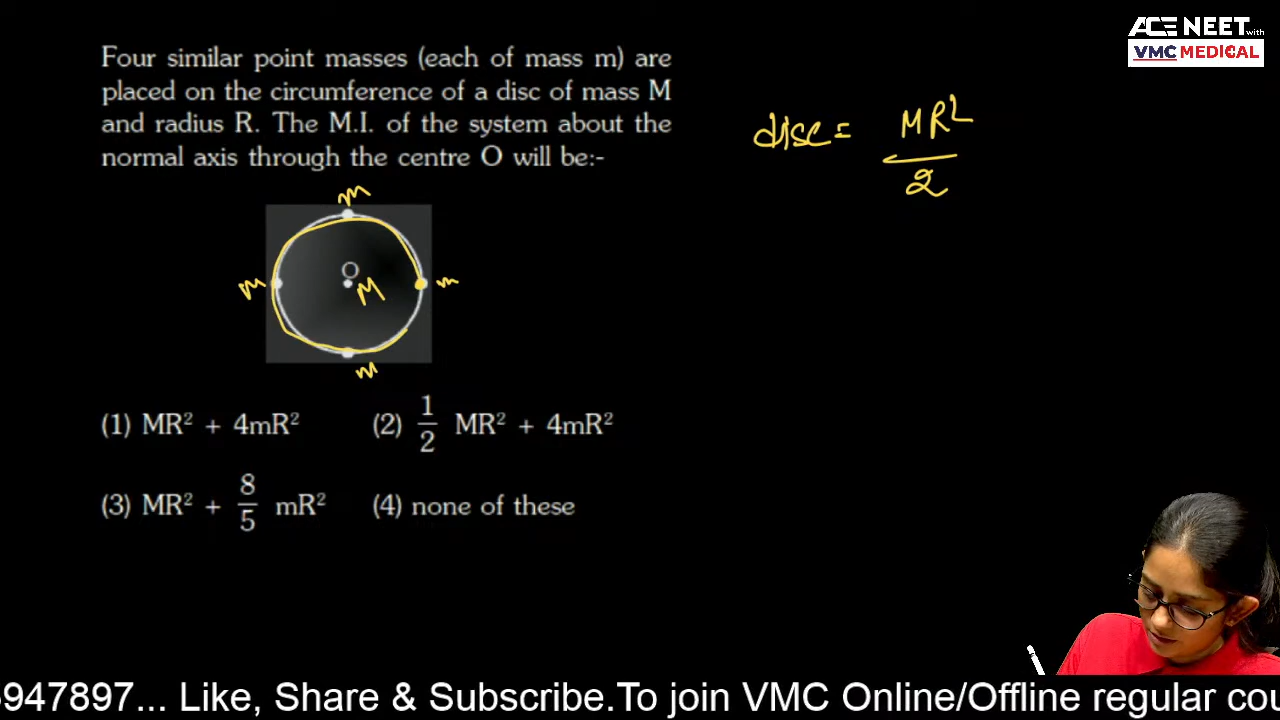 ACE NEET with
VMC MEDICAL
Four similar point masses (each of mass m) are
placed on the circumference of a disc of mass M
and radius R. The M.I. of the system about the
normal axis through the centre O will be:-
disc = MR²
2
m
m
O
M
m
m
(1) MR² + 4mR² (2) 1/2 MR² + 4mR²
(3) MR² + 8/5 mR² (4) none of these
947897... Like, Share & Subscribe.To join VMC Online/Offline regular cou